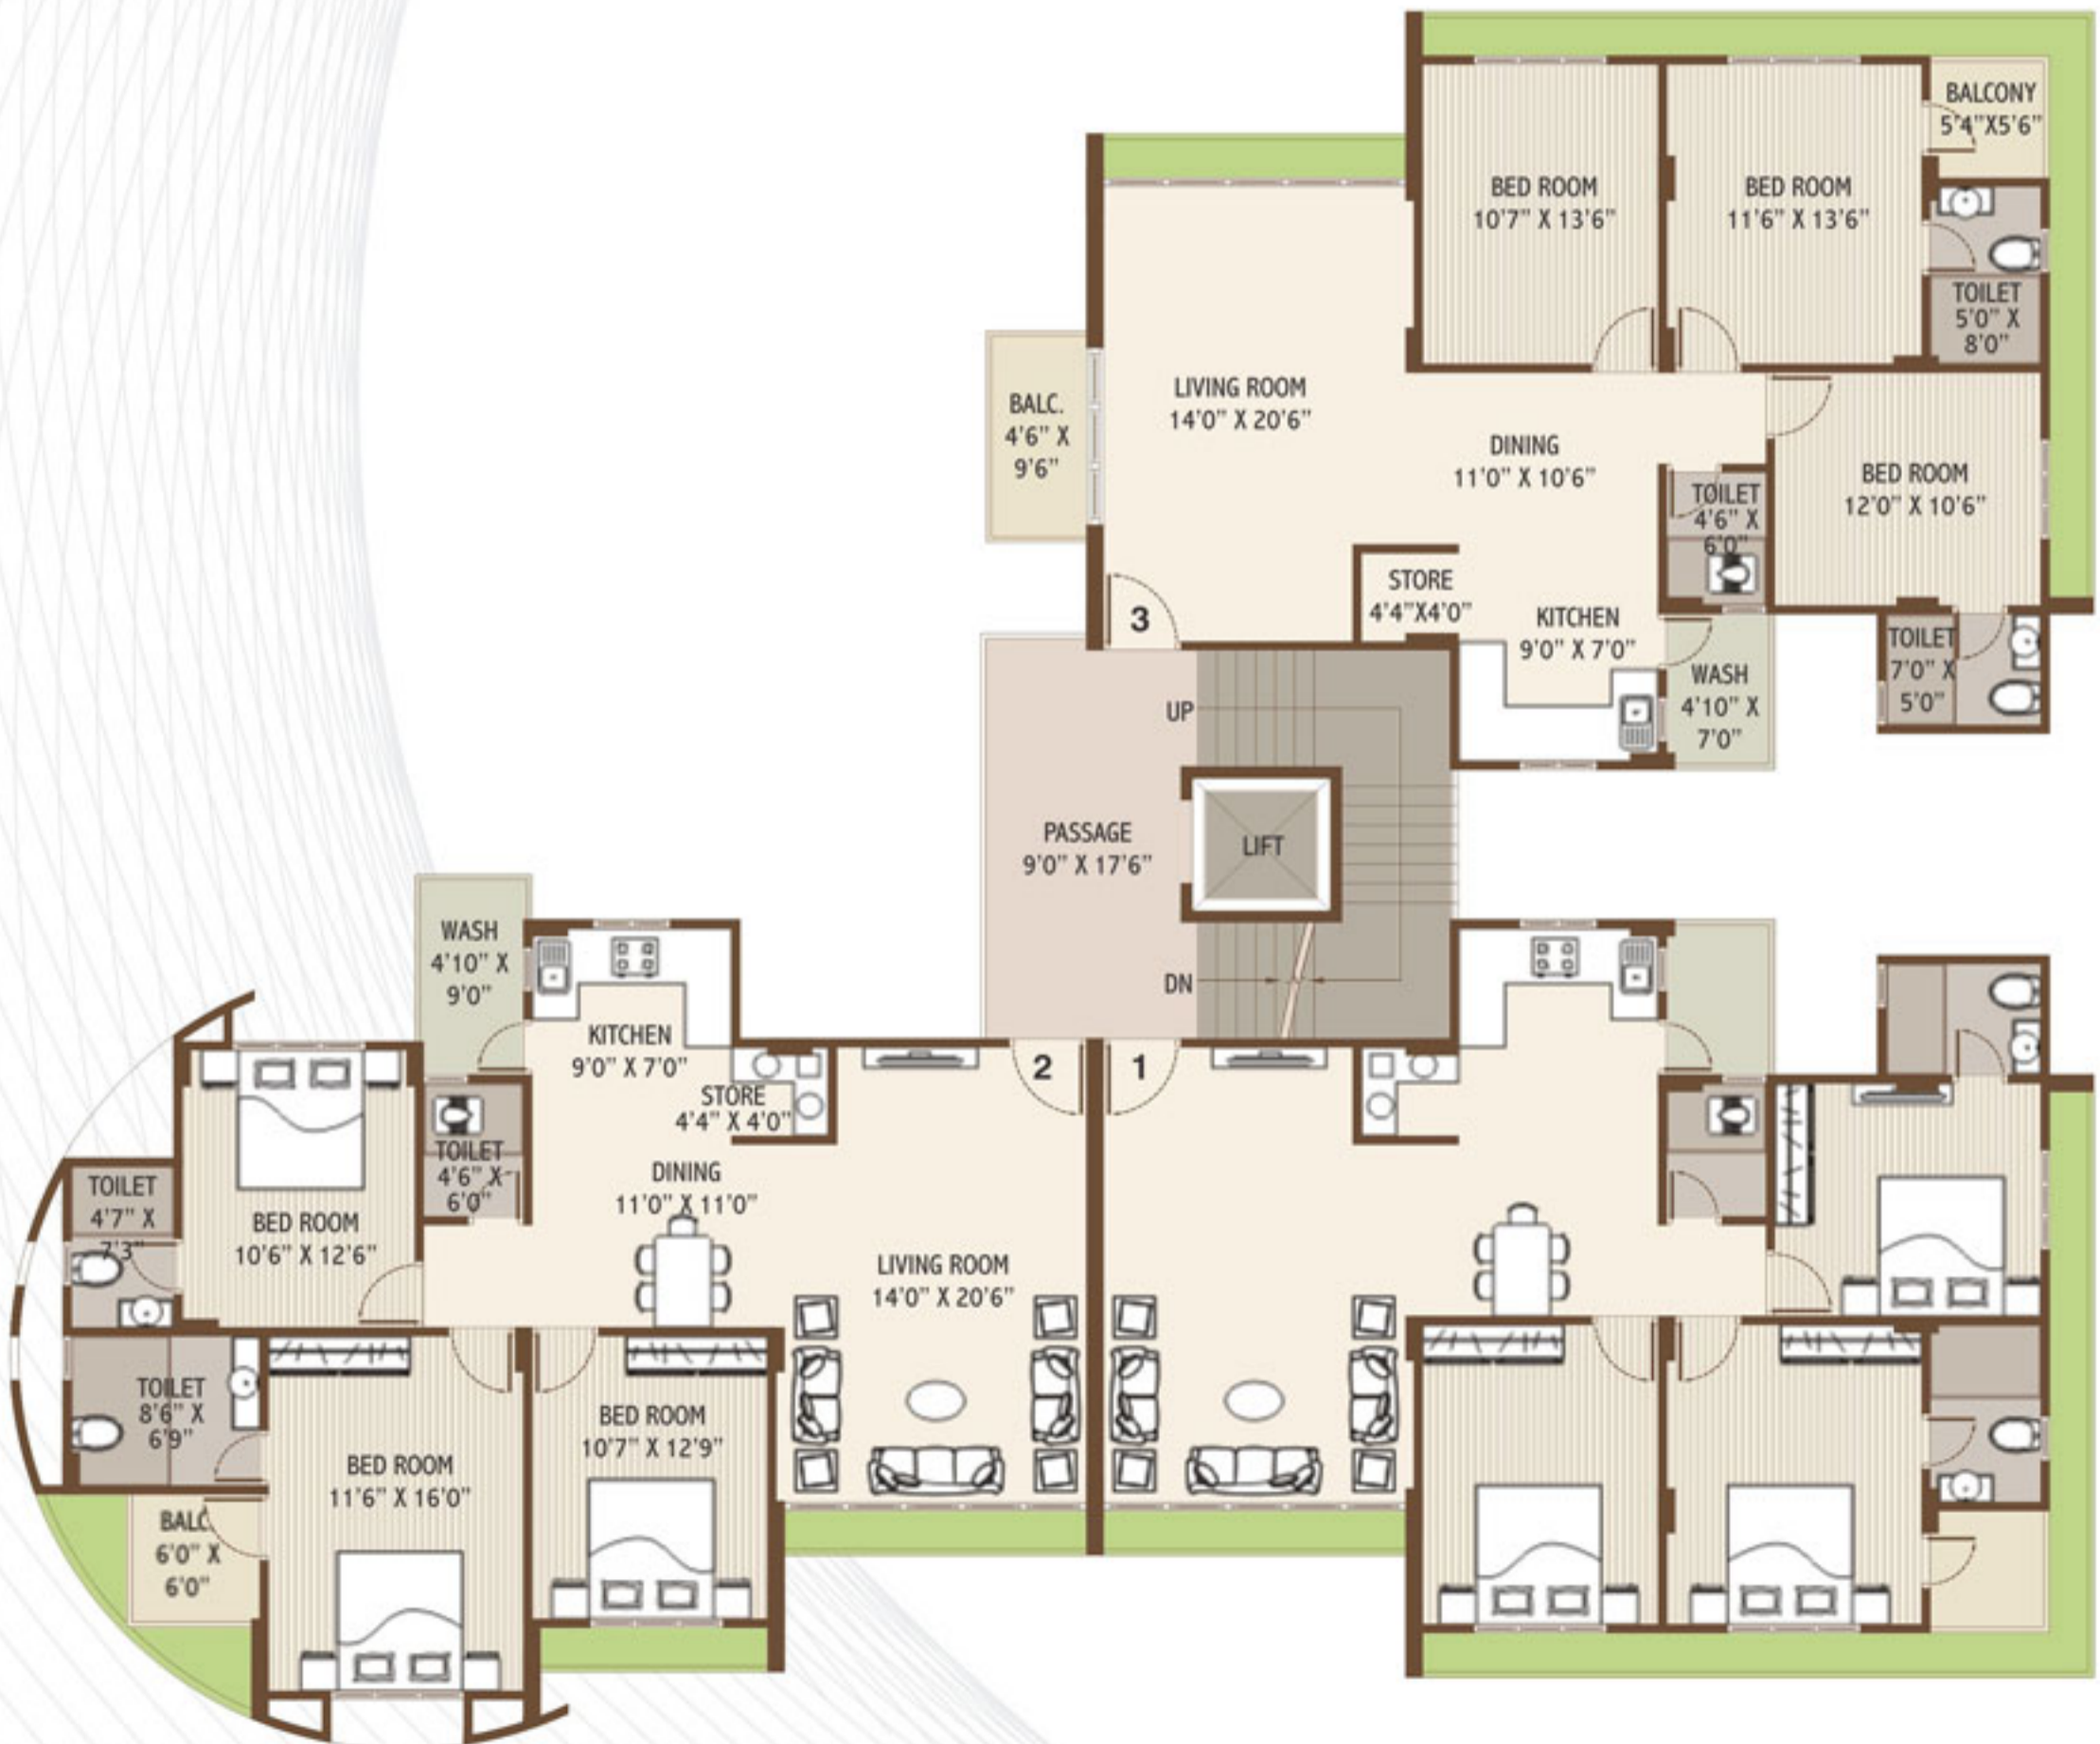 BALCONY
5'4"X5'6"
BED ROOM
10'7" X 13'6"
BED ROOM
11'6" X 13'6"
TOILET
5'0" X
8'0"
LIVING ROOM
14'0" X 20'6"
BALC.
4'6" X
9'6"
DINING
11'0" X 10'6"
BED ROOM
12'0" X 10'6"
TOILET
4'6" X
6'0"
STORE
4'4"X4'0"
3
KITCHEN
9'0" X 7'0"
TOILET
7'0" X
5'0"
WASH
4'10" X
7'0"
UP
PASSAGE
9'0" X 17'6"
LIFT
DN
WASH
4'10" X
9'0"
KITCHEN
9'0" X 7'0"
2
1
STORE
4'4" X 4'0"
TOILET
4'6" X
6'0"
DINING
11'0" X 11'0"
TOILET
4'7" X
7'3"
BED ROOM
10'6" X 12'6"
LIVING ROOM
14'0" X 20'6"
TOILET
8'6" X
6'9"
BED ROOM
10'7" X 12'9"
BED ROOM
11'6" X 16'0"
BALC.
6'0" X
6'0"